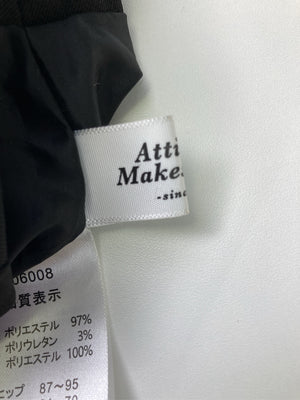 Atti
Makes
-sinc
06008
質表示
ポリエステル 97%
ポリウレタン 3%
ポリエステル 100%
ヒップ 87〜95